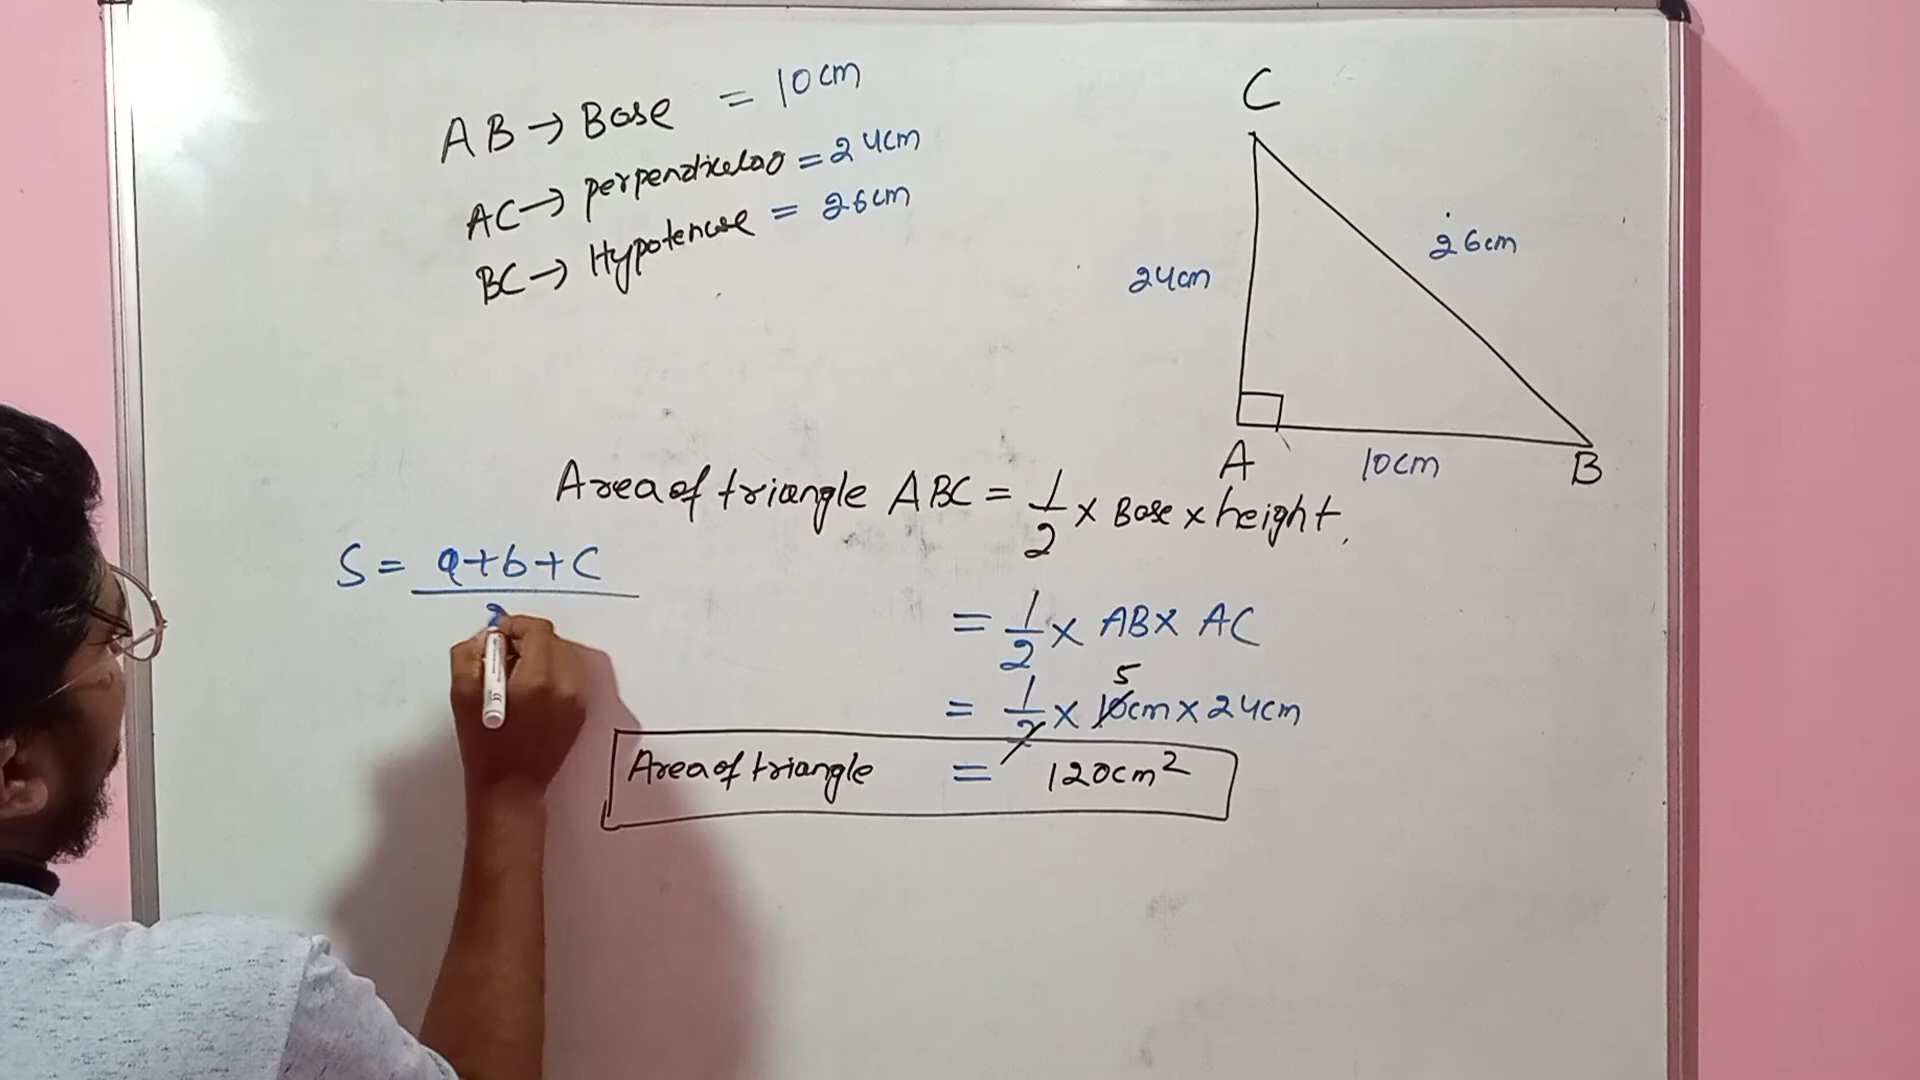 AB → Base = 10cm
AC → perpendicular = 24cm
BC → Hypotenuse = 26cm
C
26cm
24cm
A
10cm
B
Area of triangle ABC = 1/2 × Base × height.
S = a+b+c / 2
= 1/2 × AB × AC
5
= 1/2 × 10cm × 24cm
Area of triangle = 120cm²